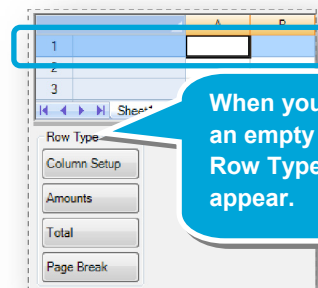 A B
1
2
3
Sheet1
Row Type
Column Setup
Amounts
Total
Page Break
When you
an empty
Row Type
appear.